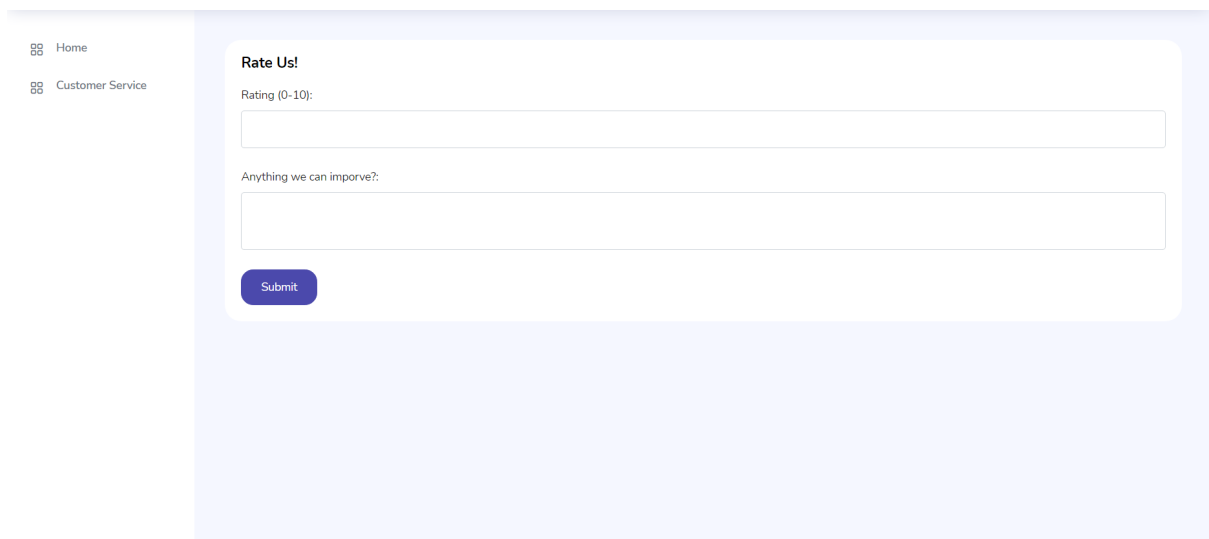 Home
Customer Service
Rate Us!
Rating (0-10):
Anything we can imporve?:
Submit